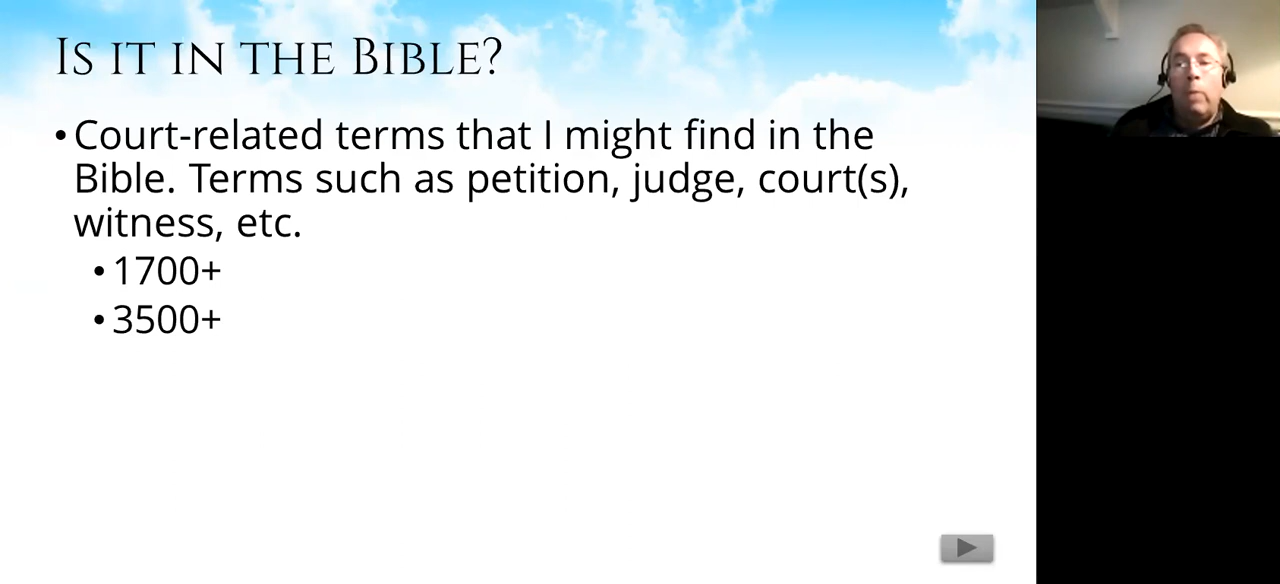 Is it in the Bible?
• Court-related terms that I might find in the
Bible. Terms such as petition, judge, court(s),
witness, etc.
• 1700+
• 3500+